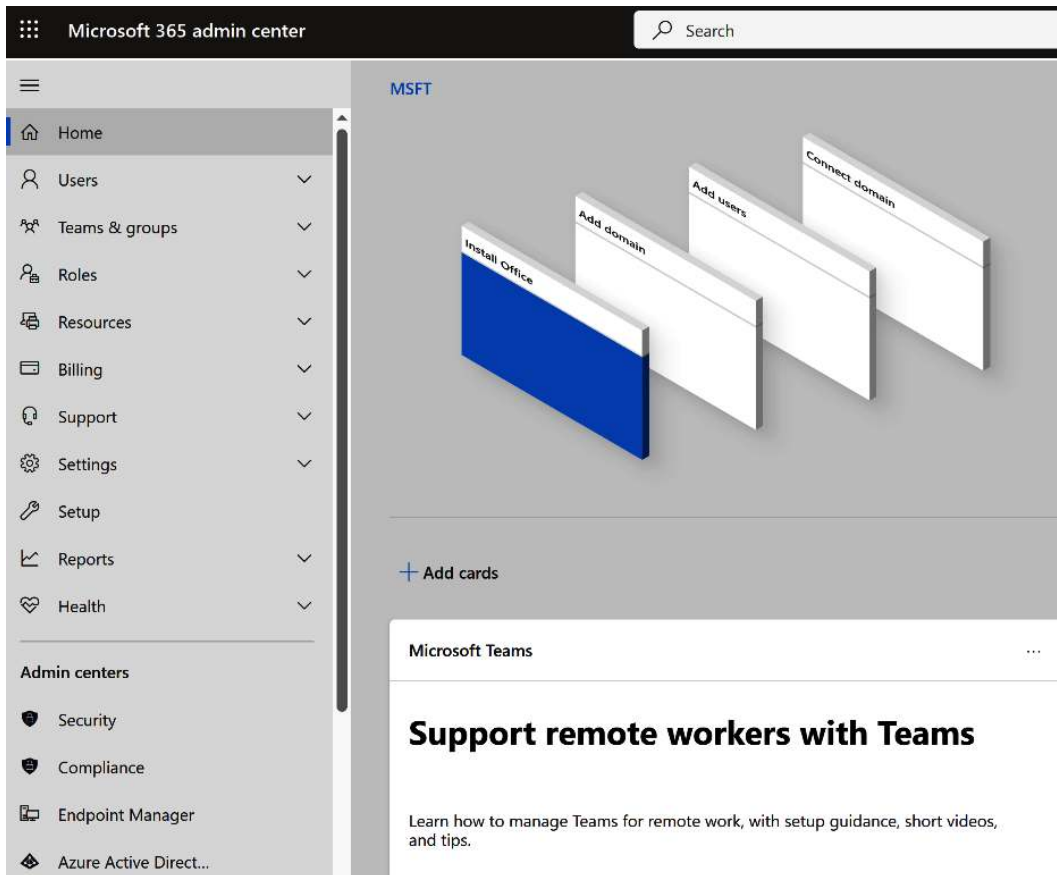 Microsoft 365 admin center
Search
MSFT
Home
Users
Teams & groups
Roles
Resources
Billing
Support
Settings
Setup
Reports
Health
Admin centers
Security
Compliance
Endpoint Manager
Azure Active Direct...
Install Office
Add domain
Add users
Connect domain
Add cards
Microsoft Teams
Support remote workers with Teams
Learn how to manage Teams for remote work, with setup guidance, short videos,
and tips.